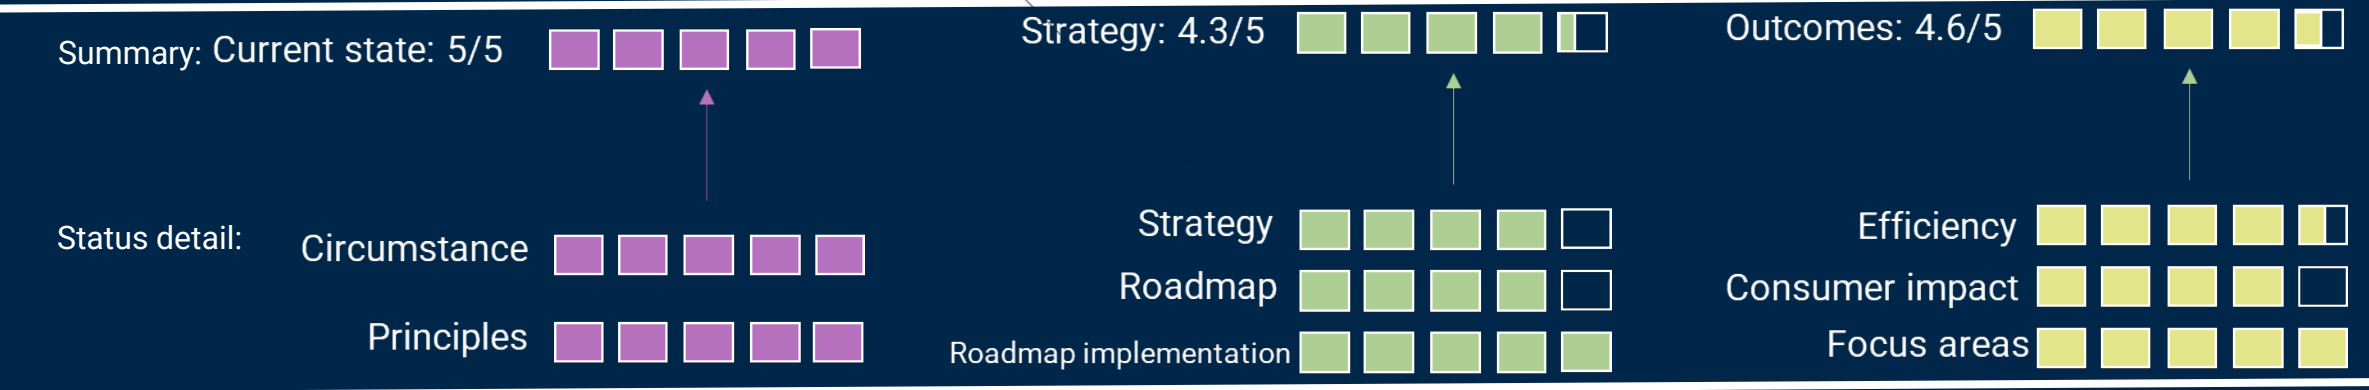 Summary: Current state: 5/5
Strategy: 4.3/5
Outcomes: 4.6/5
Status detail:
Circumstance
Principles
Strategy
Roadmap
Roadmap implementation
Efficiency
Consumer impact
Focus areas